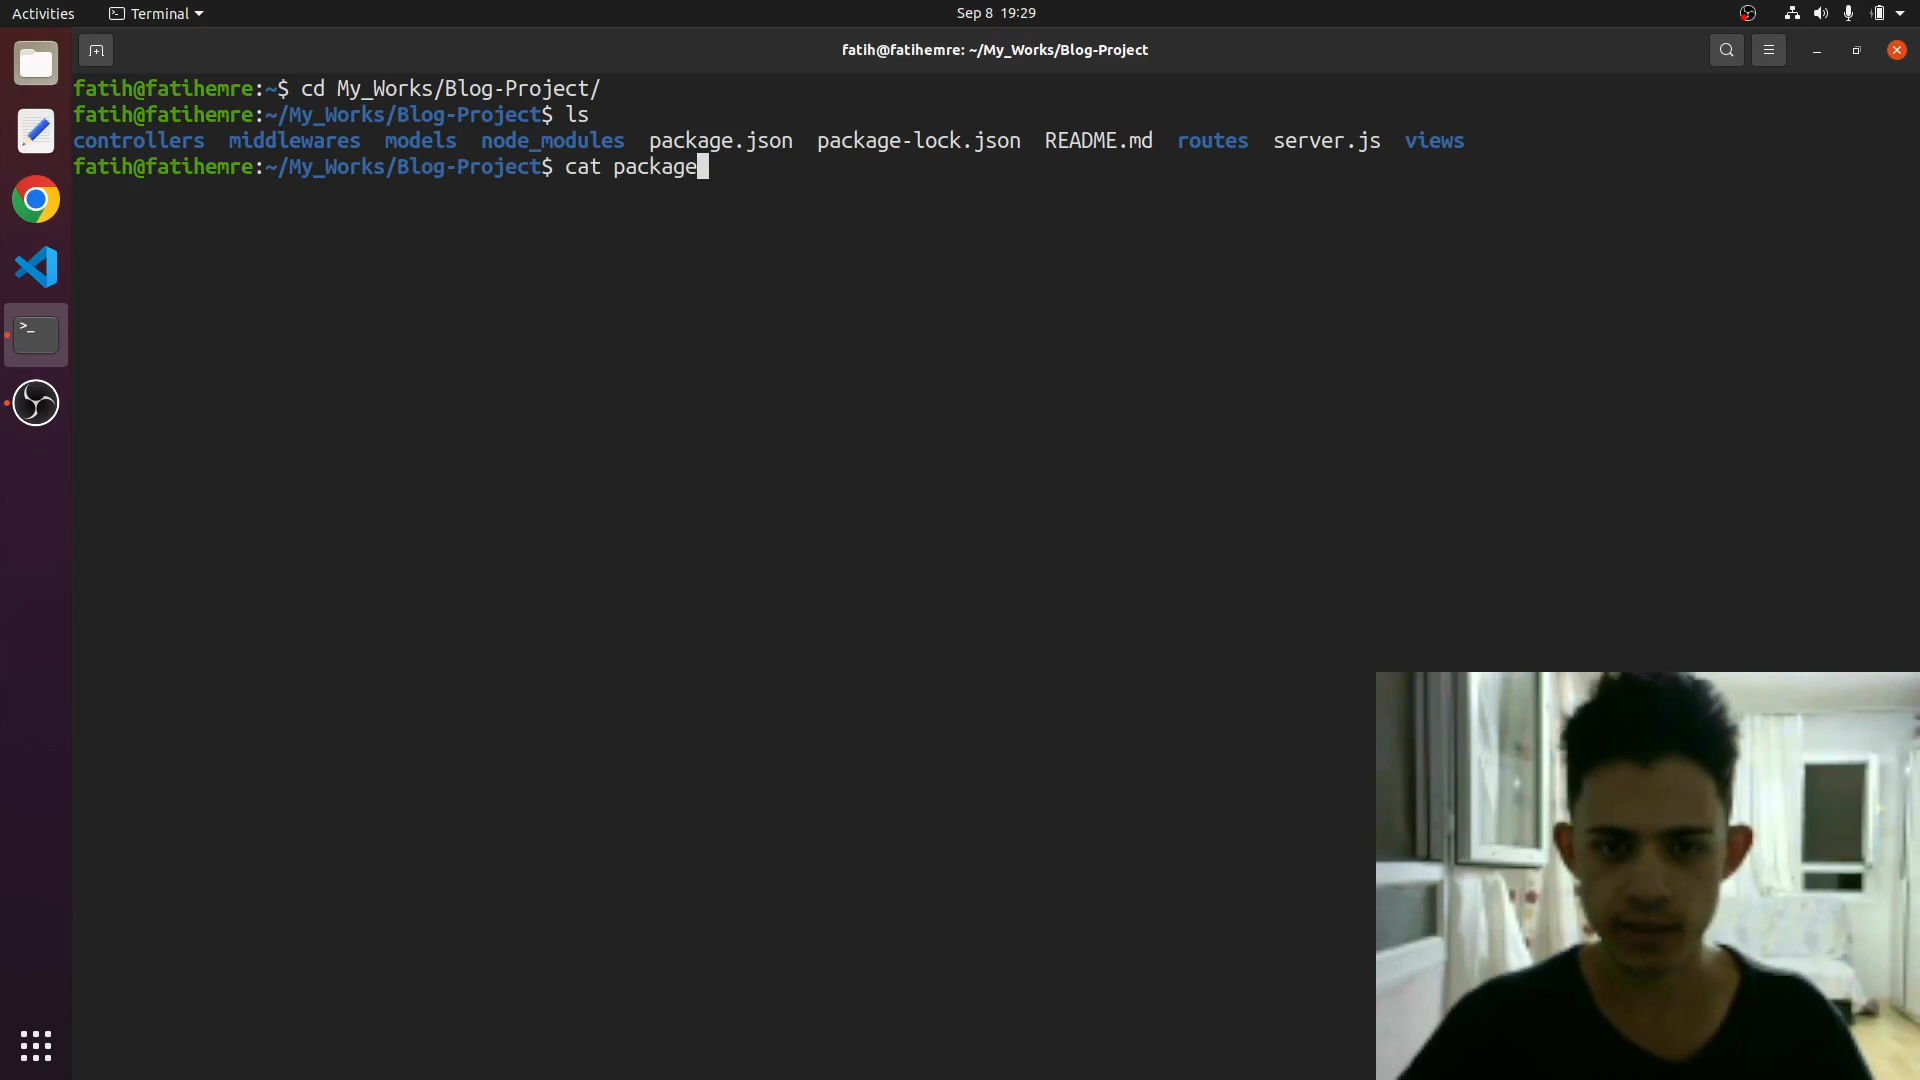 Activities Terminal Sep 8 19:29
fatih@fatihemre: ~/My_Works/Blog-Project
fatih@fatihemre:~$ cd My_Works/Blog-Project/
fatih@fatihemre:~/My_Works/Blog-Project$ ls
controllers middlewares models node_modules package.json package-lock.json README.md routes server.js views
fatih@fatihemre:~/My_Works/Blog-Project$ cat package